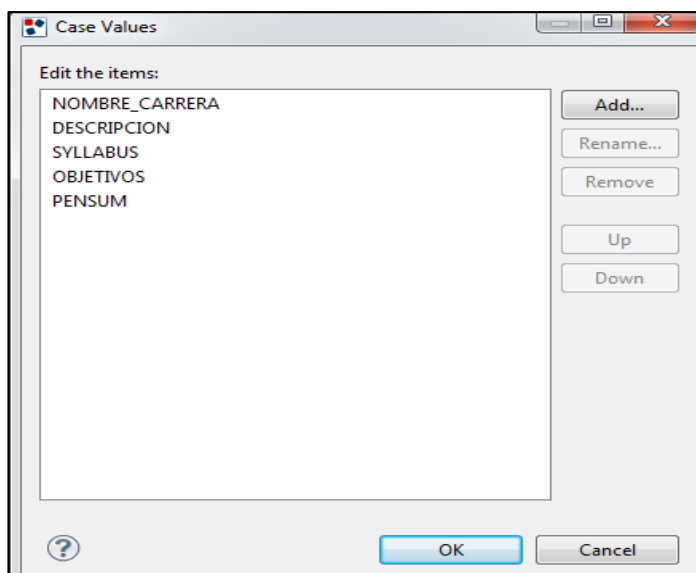 Case Values
Edit the items:
NOMBRE_CARRERA
DESCRIPCION
SYLLABUS
OBJETIVOS
PENSUM
Add...
Rename...
Remove
Up
Down
?
OK
Cancel